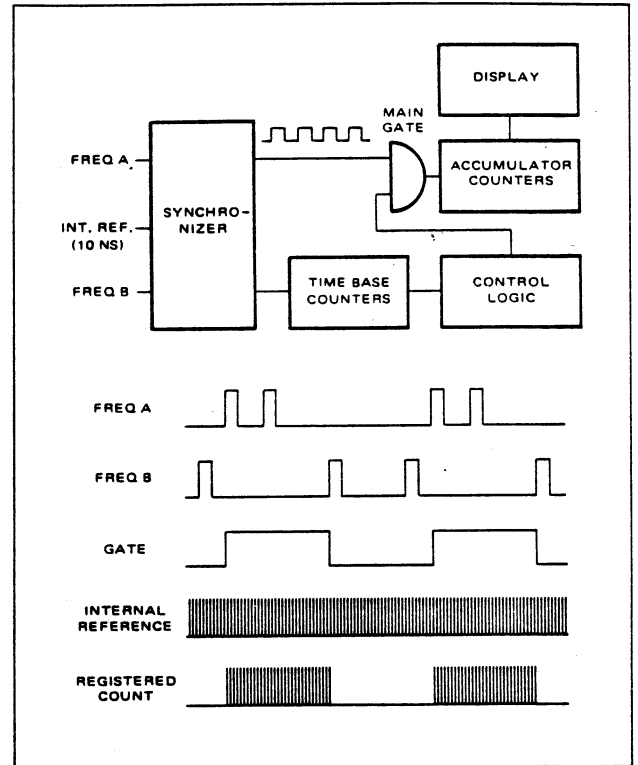 DISPLAY
MAIN
GATE
FREQ A
ACCUMULATOR
COUNTERS
SYNCHRO-
NIZER
INT. REF.
(10 NS)
FREQ B
TIME BASE
COUNTERS
CONTROL
LOGIC
FREQ A
FREQ B
GATE
INTERNAL
REFERENCE
REGISTERED
COUNT